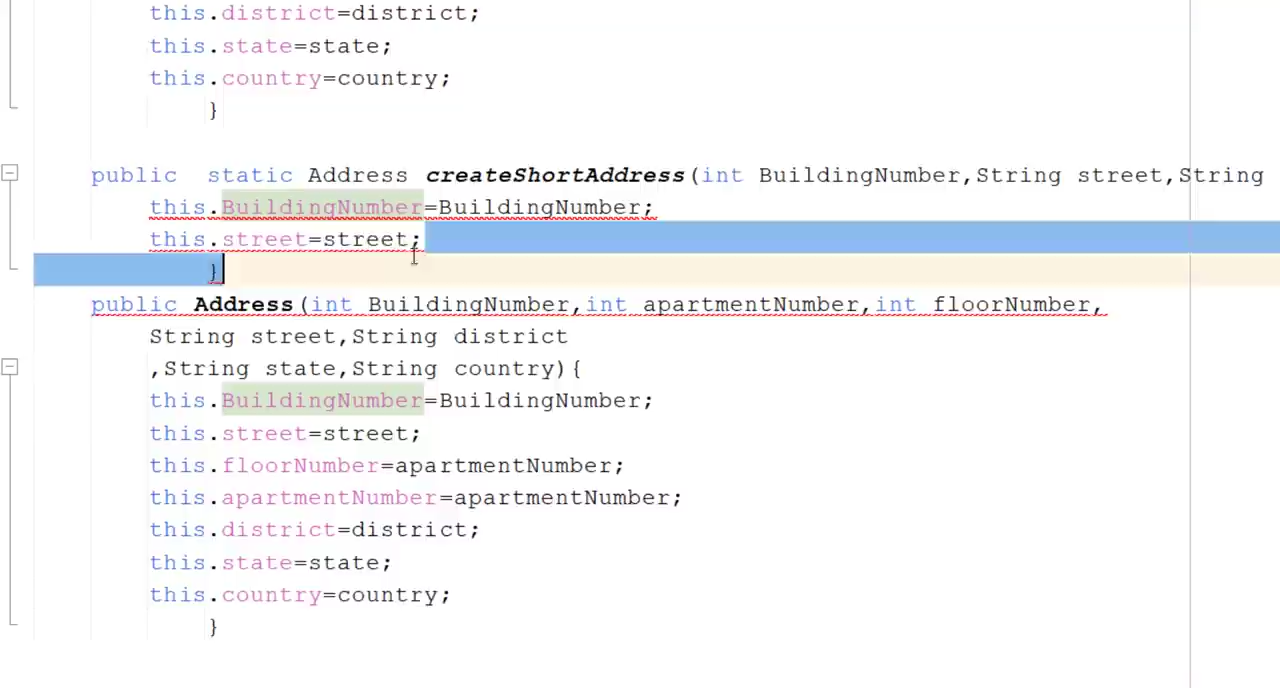 this.district=district;
this.state=state;
this.country=country;
}
public  static Address createShortAddress(int BuildingNumber,String street,String
this.BuildingNumber=BuildingNumber;
this.street=street;
}
public Address(int BuildingNumber,int apartmentNumber,int floorNumber,
String street,String district
,String state,String country){
this.BuildingNumber=BuildingNumber;
this.street=street;
this.floorNumber=apartmentNumber;
this.apartmentNumber=apartmentNumber;
this.district=district;
this.state=state;
this.country=country;
}